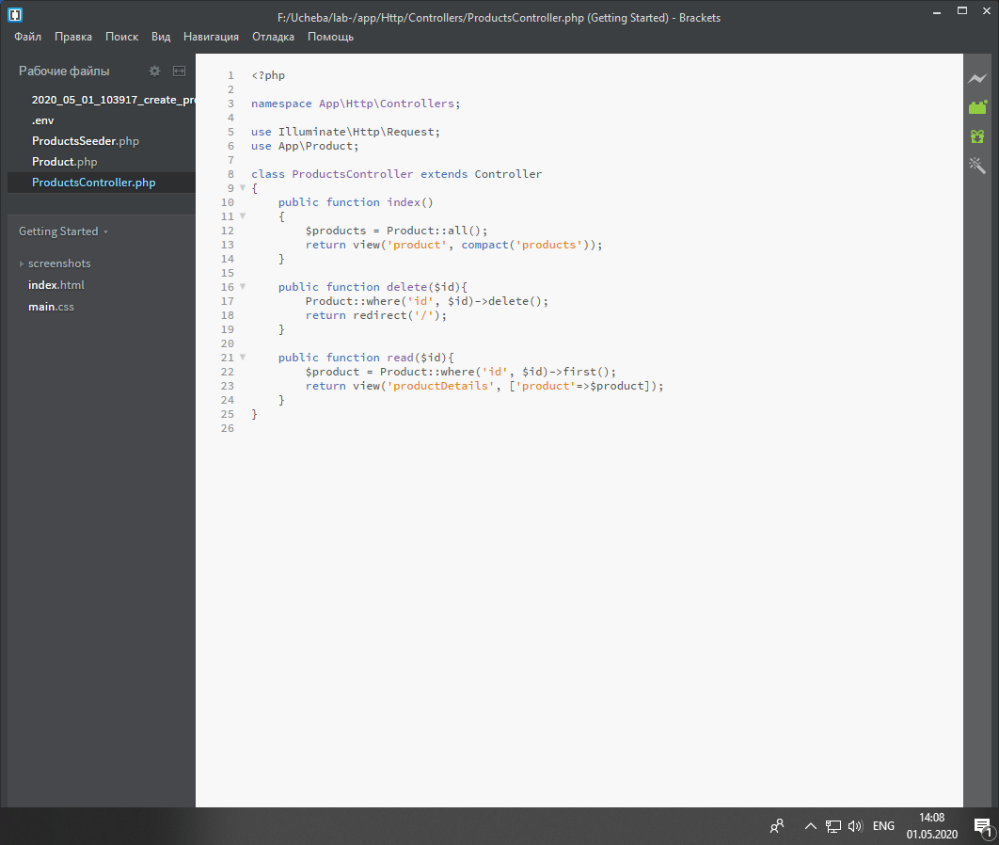 F:/Ucheba/lab-/app/Http/Controllers/ProductsController.php (Getting Started) - Brackets
Файл Правка Поиск Вид Навигация Отладка Помощь
Рабочие файлы
2020_05_01_103917_create_pro
.env
ProductsSeeder.php
Product.php
ProductsController.php
Getting Started
screenshots
index.html
main.css
1 <?php
2
3 namespace App\Http\Controllers;
4
5 use Illuminate\Http\Request;
6 use App\Product;
7
8 class ProductsController extends Controller
9 {
10     public function index()
11     {
12         $products = Product::all();
13         return view('product', compact('products'));
14     }
15
16     public function delete($id){
17         Product::where('id', $id)->delete();
18         return redirect('/');
19     }
20
21     public function read($id){
22         $product = Product::where('id', $id)->first();
23         return view('productDetails', ['product'=>$product]);
24     }
25 }
26
ENG
14:08
01.05.2020
1